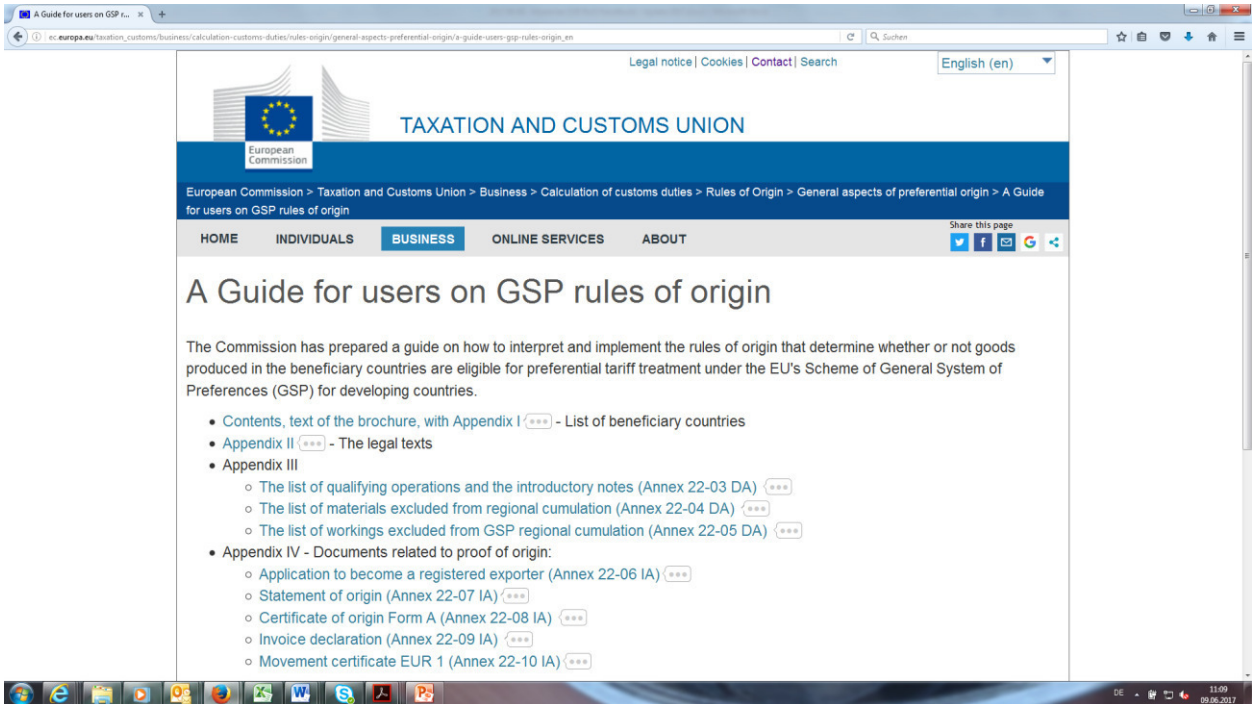 A Guide for users on GSP r...
ec.europa.eu/taxation_customs/business/calculation-customs-duties/rules-origin/general-aspects-preferential-origin/a-guide-users-gsp-rules-origin_en
Suchen
Legal notice | Cookies | Contact | Search
English (en)
European
Commission
TAXATION AND CUSTOMS UNION
European Commission > Taxation and Customs Union > Business > Calculation of customs duties > Rules of Origin > General aspects of preferential origin > A Guide
for users on GSP rules of origin
HOME INDIVIDUALS BUSINESS ONLINE SERVICES ABOUT
Share this page
A Guide for users on GSP rules of origin
The Commission has prepared a guide on how to interpret and implement the rules of origin that determine whether or not goods
produced in the beneficiary countries are eligible for preferential tariff treatment under the EU's Scheme of General System of
Preferences (GSP) for developing countries.
• Contents, text of the brochure, with Appendix I - List of beneficiary countries
• Appendix II - The legal texts
• Appendix III
○ The list of qualifying operations and the introductory notes (Annex 22-03 DA)
○ The list of materials excluded from regional cumulation (Annex 22-04 DA)
○ The list of workings excluded from GSP regional cumulation (Annex 22-05 DA)
• Appendix IV - Documents related to proof of origin:
○ Application to become a registered exporter (Annex 22-06 IA)
○ Statement of origin (Annex 22-07 IA)
○ Certificate of origin Form A (Annex 22-08 IA)
○ Invoice declaration (Annex 22-09 IA)
○ Movement certificate EUR 1 (Annex 22-10 IA)
DE
11:09
09.06.2017